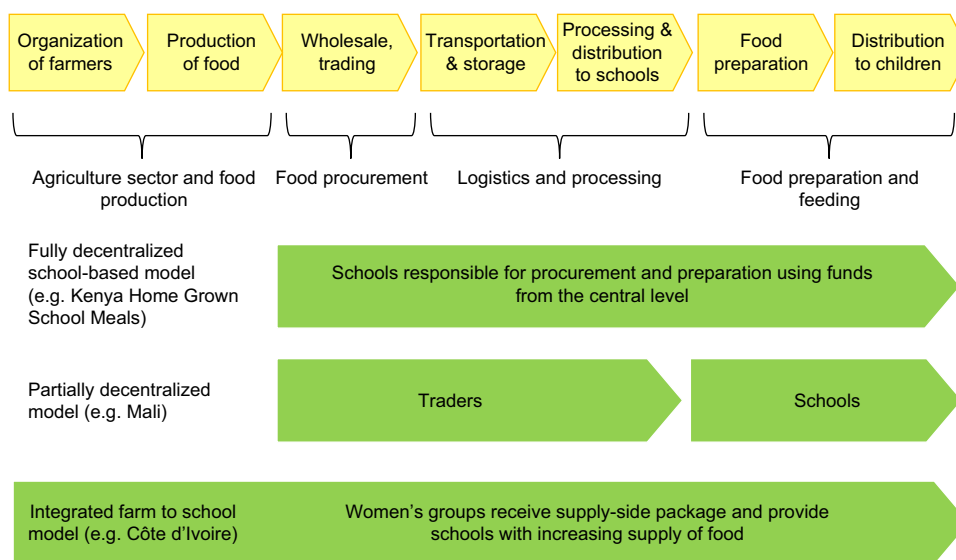 Organization
of farmers
Production
of food
Wholesale,
trading
Transportation
& storage
Processing &
distribution
to schools
Food
preparation
Distribution
to children
Agriculture sector and food
production
Food procurement
Logistics and processing
Food preparation and
feeding
Fully decentralized
school-based model
(e.g. Kenya Home Grown
School Meals)
Schools responsible for procurement and preparation using funds
from the central level
Partially decentralized
model (e.g. Mali)
Traders
Schools
Integrated farm to school
model (e.g. Côte d’Ivoire)
Women’s groups receive supply-side package and provide
schools with increasing supply of food